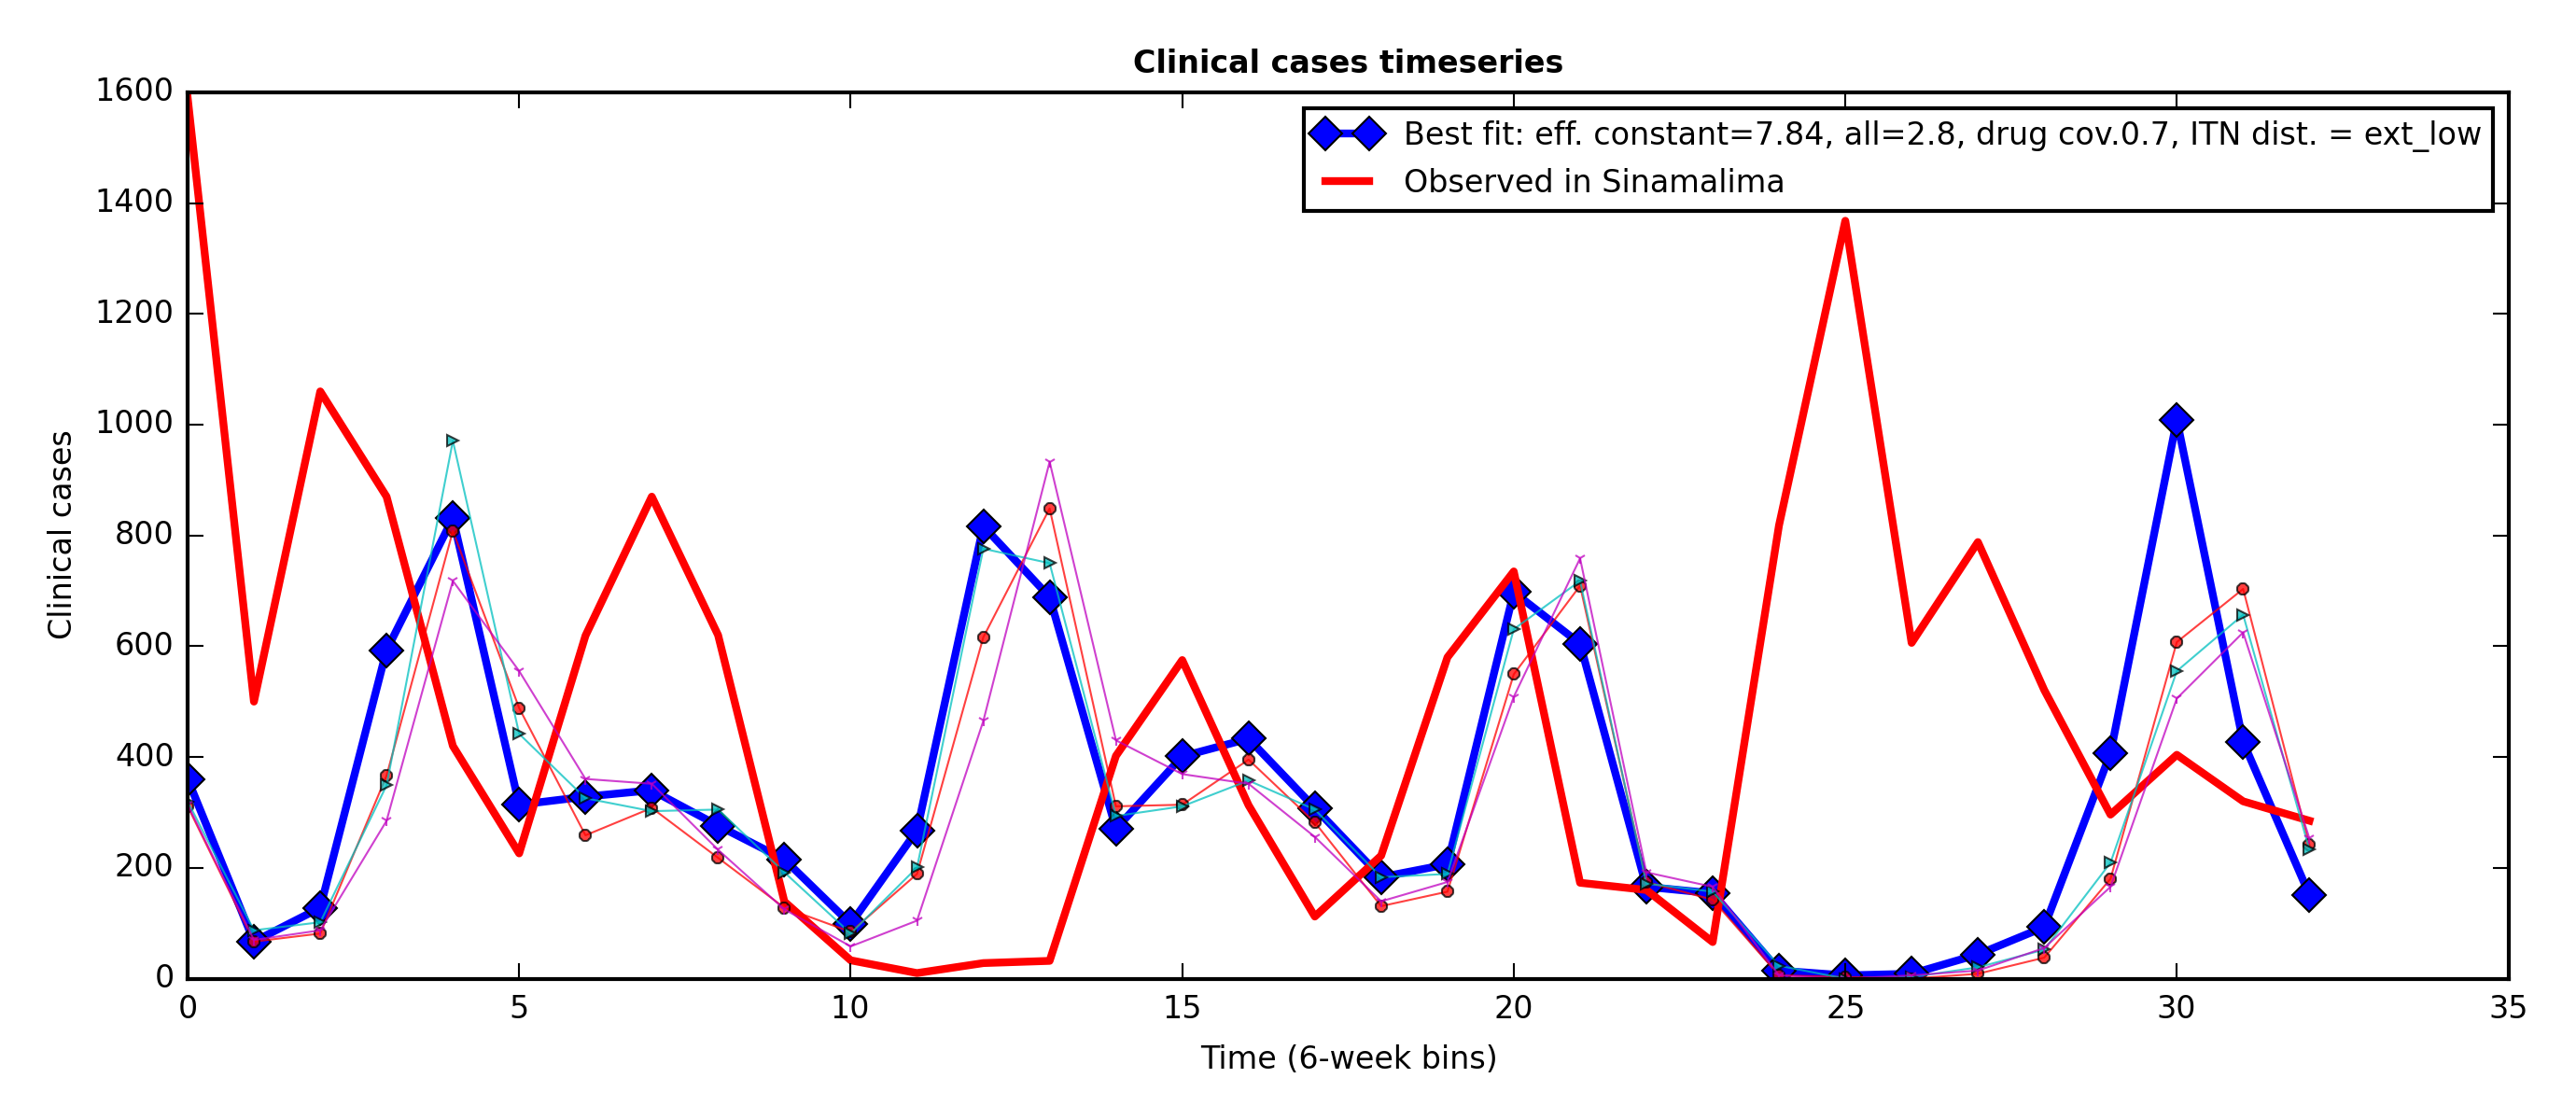 Clinical cases timeseries
Best fit: eff. constant=7.84, all=2.8, drug cov.0.7, ITN dist. = ext_low
Observed in Sinamalima
Clinical cases
1600
1400
1200
1000
800
600
400
200
0
0 5 10 15 20 25 30 35
Time (6-week bins)